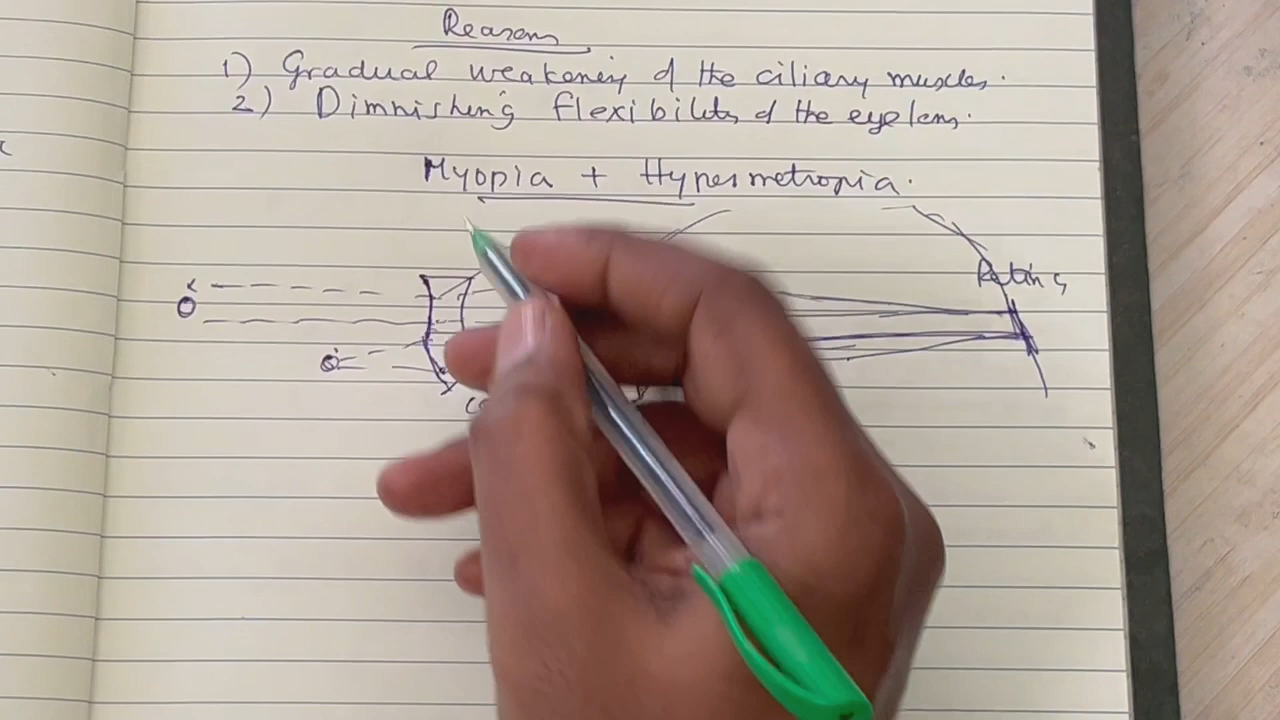 Reasons
1) Gradual weakening of the ciliary muscles.
2) Diminishing flexibility of the eye lens.
Myopia + Hypermetropia.
Retina